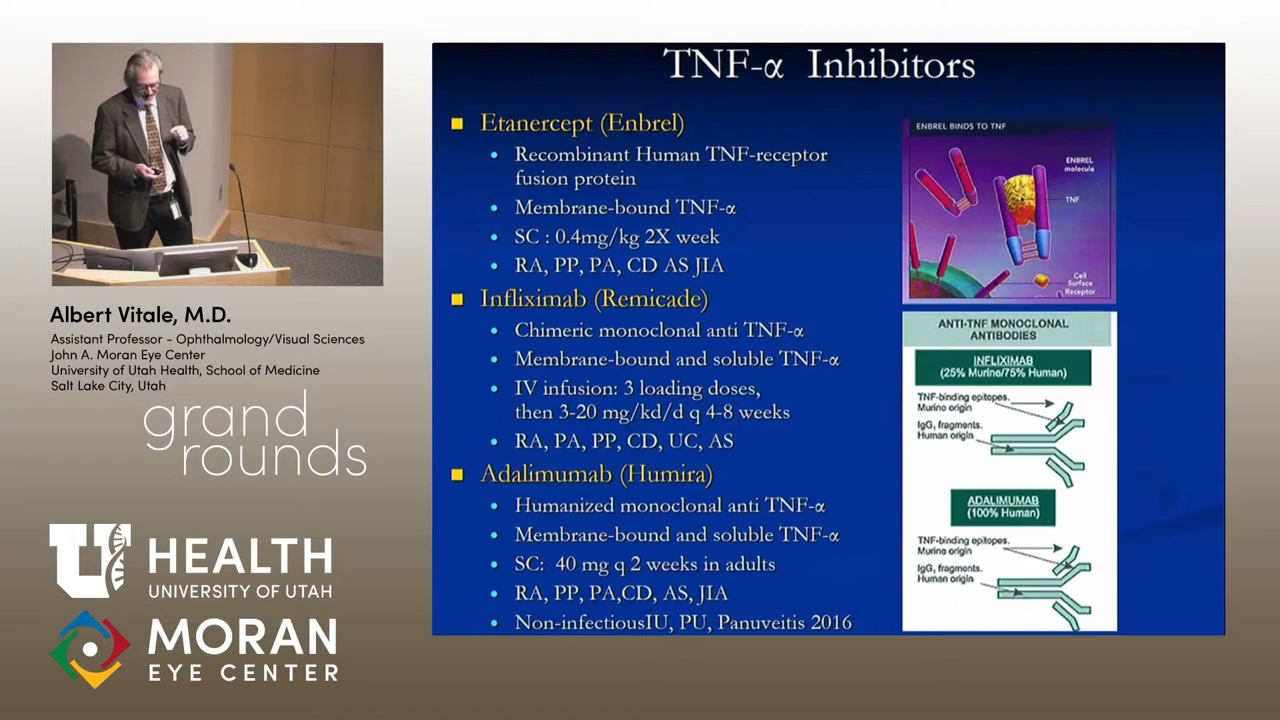 Albert Vitale, M.D.
Assistant Professor - Ophthalmology/Visual Sciences
John A. Moran Eye Center
University of Utah Health, School of Medicine
Salt Lake City, Utah
grand
rounds
U
HEALTH
UNIVERSITY OF UTAH
MORAN
EYE CENTER
TNF-α Inhibitors
Etanercept (Enbrel)
Recombinant Human TNF-receptor
fusion protein
Membrane-bound TNF-α
SC : 0.4mg/kg 2X week
RA, PP, PA, CD AS JIA
Infliximab (Remicade)
Chimeric monoclonal anti TNF-α
Membrane-bound and soluble TNF-α
IV infusion: 3 loading doses,
then 3-20 mg/kd/d q 4-8 weeks
RA, PA, PP, CD, UC, AS
Adalimumab (Humira)
Humanized monoclonal anti TNF-α
Membrane-bound and soluble TNF-α
SC: 40 mg q 2 weeks in adults
RA, PP, PA,CD, AS, JIA
Non-infectiousIU, PU, Panuveitis 2016
ENBREL BINDS TO TNF
ENBREL
molecule
TNF
Cell
Surface
Receptor
ANTI-TNF MONOCLONAL
ANTIBODIES
INFLIXIMAB
(25% Murine/75% Human)
TNF-binding epitopes.
Murine origin
IgG₁ fragments.
Human origin
ADALIMUMAB
(100% Human)
TNF-binding epitopes.
Murine origin
IgG₁ fragments.
Human origin